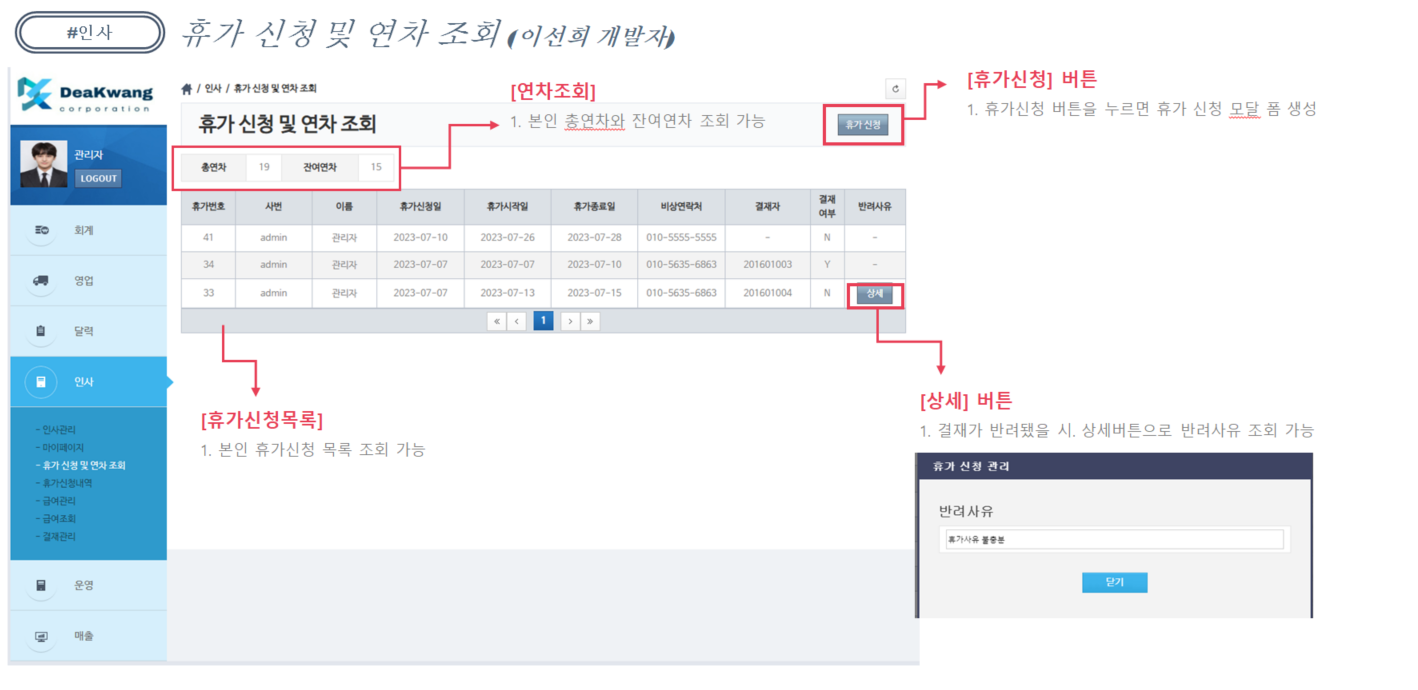 #인사
휴가 신청 및 연차 조회 (이선희 개발자)
DeaKwang
corporation
관리자
LOGOUT
회계
영업
달력
인사
- 인사관리
- 마이페이지
- 휴가 신청 및 연차 조회
- 휴가신청내역
- 급여관리
- 급여조회
- 결재관리
운영
매출
/ 인사 / 휴가 신청 및 연차 조회
휴가 신청 및 연차 조회
휴가 신청
총연차 19 잔여연차 15
휴가번호 사번 이름 휴가신청일 휴가시작일 휴가종료일 비상연락처 결재자 결재여부 반려사유
41 admin 관리자 2023-07-10 2023-07-26 2023-07-28 010-5555-5555 - N -
34 admin 관리자 2023-07-07 2023-07-07 2023-07-10 010-5635-6863 201601003 Y -
33 admin 관리자 2023-07-07 2023-07-13 2023-07-15 010-5635-6863 201601004 N 상세
« ‹ 1 › »
[연차조회]
1. 본인 총연차와 잔여연차 조회 가능
[휴가신청] 버튼
1. 휴가신청 버튼을 누르면 휴가 신청 모달 폼 생성
[휴가신청목록]
1. 본인 휴가신청 목록 조회 가능
[상세] 버튼
1. 결재가 반려됐을 시. 상세버튼으로 반려사유 조회 가능
휴가 신청 관리
반려사유
휴가사유 불충분
닫기